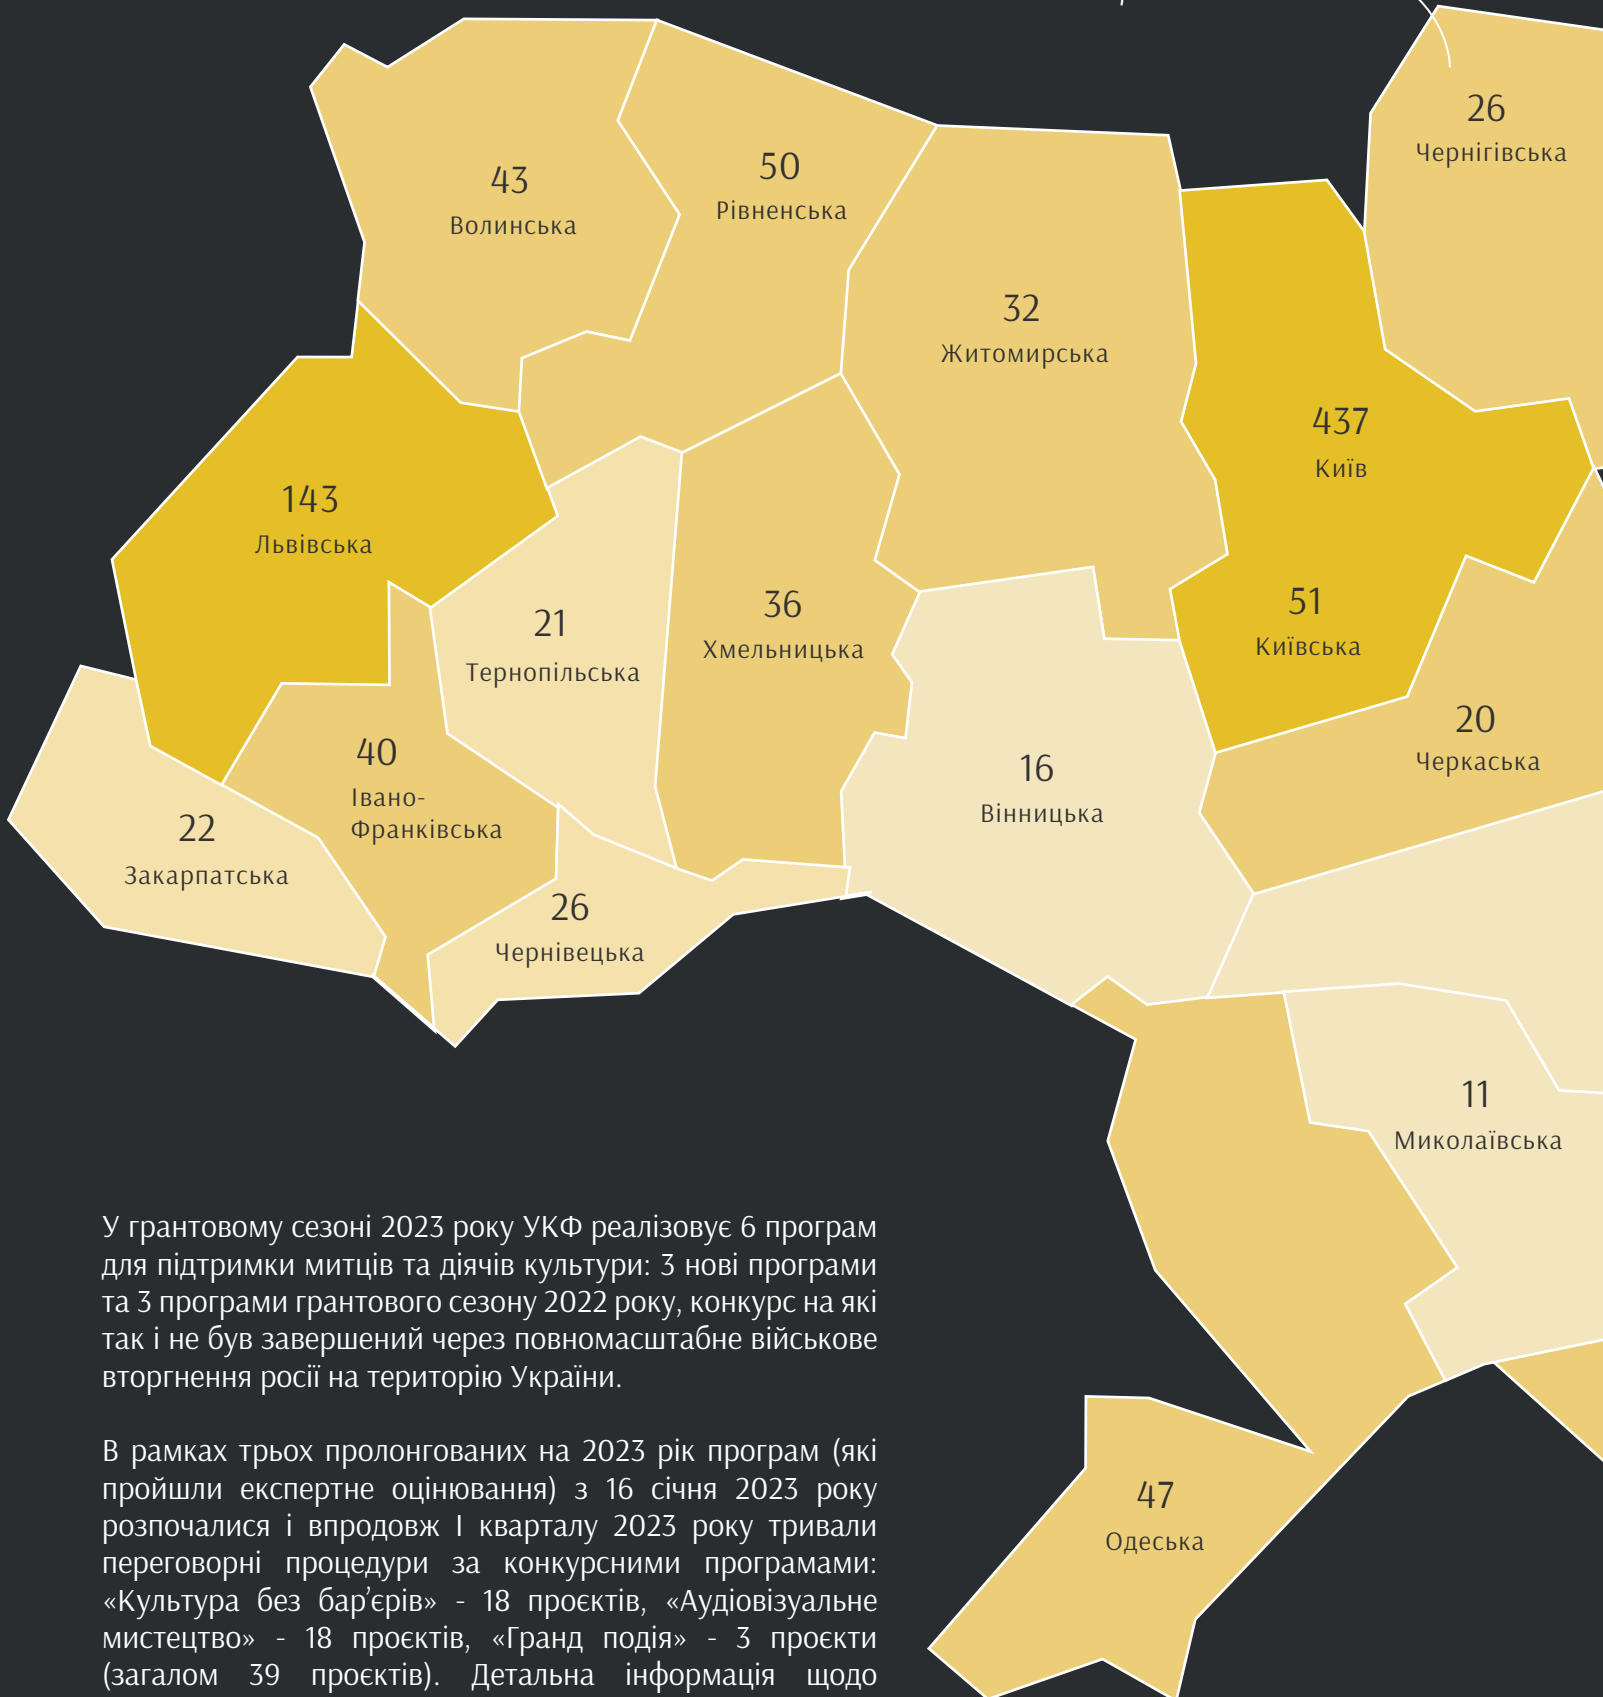 26
Чернігівська
43
Волинська
50
Рівненська
32
Житомирська
437
Київ
143
Львівська
51
Київська
36
Хмельницька
21
Тернопільська
20
Черкаська
40
Івано-
Франківська
16
Вінницька
22
Закарпатська
26
Чернівецька
11
Миколаївська
У грантовому сезоні 2023 року УКФ реалізовує 6 програм
для підтримки митців та діячів культури: 3 нові програми
та 3 програми грантового сезону 2022 року, конкурс на які
так і не був завершений через повномасштабне військове
вторгнення росії на територію України.
В рамках трьох пролонгованих на 2023 рік програм (які
пройшли експертне оцінювання) з 16 січня 2023 року
розпочалися і впродовж І кварталу 2023 року тривали
переговорні процедури за конкурсними програмами:
«Культура без бар’єрів» - 18 проєктів, «Аудіовізуальне
мистецтво» - 18 проєктів, «Гранд подія» - 3 проєкти
(загалом 39 проєктів). Детальна інформація щодо
47
Одеська